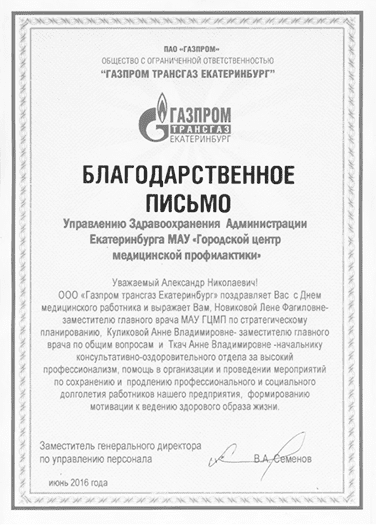 ПАО «ГАЗПРОМ»
ОБЩЕСТВО С ОГРАНИЧЕННОЙ ОТВЕТСТВЕННОСТЬЮ
“ГАЗПРОМ ТРАНСГАЗ ЕКАТЕРИНБУРГ”
ГАЗПРОМ
ТРАНСГАЗ
ЕКАТЕРИНБУРГ
БЛАГОДАРСТВЕННОЕ
ПИСЬМО
Управлению Здравоохранения Администрации
Екатеринбурга МАУ «Городской центр
медицинской профилактики»
Уважаемый Александр Николаевич!
ООО «Газпром трансгаз Екатеринбург» поздравляет Вас с Днем
медицинского работника и выражает Вам, Новиковой Лене Фагиловне-
заместителю главного врача МАУ ГЦМП по стратегическому
планированию, Куликовой Анне Владимировне- заместителю главного
врача по общим вопросам и Ткач Анне Владимировне -начальнику
консультативно-оздоровительного отдела за высокий
профессионализм, помощь в организации и проведении мероприятий
по сохранению и продлению профессионального и социального
долголетия работников нашего предприятия, формированию
мотивации к ведению здорового образа жизни.
Заместитель генерального директора
по управлению персонала В.А. Семенов
июнь 2016 года